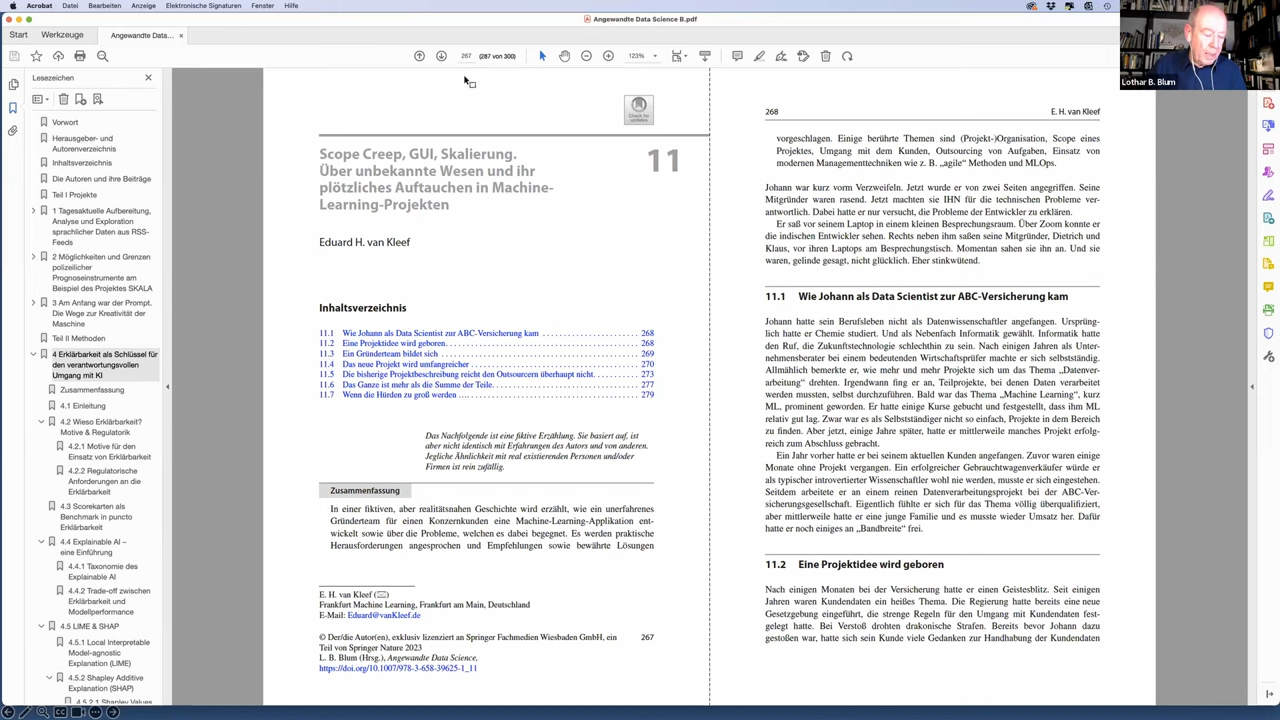 Acrobat Datei Bearbeiten Anzeige Elektronische Signaturen Fenster Hilfe
Angewandte Data Science B.pdf
Start Werkzeuge Angewandte Data...
267 (287 von 300) 123%
Lothar B. Blum
Lesezeichen
Vorwort
Herausgeber- und
Autorenverzeichnis
Inhaltsverzeichnis
Die Autoren und ihre Beiträge
Teil I Projekte
1 Tagesaktuelle Aufbereitung,
Analyse und Exploration
sprachlicher Daten aus RSS-
Feeds
2 Möglichkeiten und Grenzen
polizeilicher
Prognoseinstrumente am
Beispiel des Projekts SKALA
3 Am Anfang war der Prompt.
Die Wege zur Kreativität der
Maschine
Teil II Methoden
4 Erklärbarkeit als Schlüssel für
den verantwortungsvollen
Umgang mit KI
Zusammenfassung
4.1 Einleitung
4.2 Wieso Erklärbarkeit?
Motive & Regulatorik
4.2.1 Motive für den
Einsatz von Erklärbarkeit
4.2.2 Regulatorische
Anforderungen an die
Erklärbarkeit
4.3 Scorekarten als
Benchmark in puncto
Erklärbarkeit
4.4 Explainable AI –
eine Einführung
4.4.1 Taxonomie des
Explainable AI
4.4.2 Trade-off zwischen
Erklärbarkeit und
Modellperformance
4.5 LIME & SHAP
4.5.1 Local Interpretable
Model-agnostic
Explanation (LIME)
4.5.2 Shapley Additive
Explanation (SHAP)
4.5.2.1 Shapley Values
Check for
updates
Scope Creep, GUI, Skalierung.
Über unbekannte Wesen und ihr
plötzliches Auftauchen in Machine-
Learning-Projekten
11
Eduard H. van Kleef
Inhaltsverzeichnis
11.1 Wie Johann als Data Scientist zur ABC-Versicherung kam 268
11.2 Eine Projektidee wird geboren 268
11.3 Ein Gründerteam bildet sich 269
11.4 Das neue Projekt wird umfangreicher 270
11.5 Die bisherige Projektbeschreibung reicht den Outsourcern überhaupt nicht. 273
11.6 Das Ganze ist mehr als die Summe der Teile. 277
11.7 Wenn die Hürden zu groß werden 279
Das Nachfolgende ist eine fiktive Erzählung. Sie basiert auf, ist
aber nicht identisch mit Erfahrungen des Autors und von anderen.
Jegliche Ähnlichkeit mit real existierenden Personen und/oder
Firmen ist rein zufällig.
Zusammenfassung
In einer fiktiven, aber realitätsnahen Geschichte wird erzählt, wie ein unerfahrenes
Gründerteam für einen Konzernkunden eine Machine-Learning-Applikation ent-
wickelt sowie über die Probleme, welchen es dabei begegnet. Es werden praktische
Herausforderungen angesprochen und Empfehlungen sowie bewährte Lösungen
E. H. van Kleef (✉)
Frankfurt Machine Learning, Frankfurt am Main, Deutschland
E-Mail: Eduard@vanKleef.de
© Der/die Autor(en), exklusiv lizenziert an Springer Fachmedien Wiesbaden GmbH, ein 267
Teil von Springer Nature 2023
L. B. Blum (Hrsg.), Angewandte Data Science,
https://doi.org/10.1007/978-3-658-39625-1_11
268 E. H. van Kleef
vorgeschlagen. Einige berührte Themen sind (Projekt-)Organisation, Scope eines
Projektes, Umgang mit dem Kunden, Outsourcing von Aufgaben, Einsatz von
modernen Managementtechniken wie z. B. „agile“ Methoden und MLOps.
Johann war kurz vorm Verzweifeln. Jetzt wurde er von zwei Seiten angegriffen. Seine
Mitgründer waren rasend. Jetzt machten sie IHN für die technischen Probleme ver-
antwortlich. Dabei hatte er nur versucht, die Probleme der Entwickler zu erklären.
Er saß vor seinem Laptop in einem kleinen Besprechungsraum. Über Zoom konnte er
die indischen Entwickler sehen. Rechts neben ihm saßen seine Mitgründer, Dietrich und
Klaus, vor ihren Laptops am Besprechungstisch. Momentan sahen sie ihn an. Und sie
waren, gelinde gesagt, nicht glücklich. Eher stinkwütend.
11.1 Wie Johann als Data Scientist zur ABC-Versicherung kam
Johann hatte sein Berufsleben nicht als Datenwissenschaftler angefangen. Ursprüng-
lich hatte er Chemie studiert. Und als Nebenfach Informatik gewählt. Informatik hatte
den Ruf, die Zukunftstechnologie schlechthin zu sein. Nach einigen Jahren als Unter-
nehmensberater bei einem bedeutenden Wirtschaftsprüfer machte er sich selbstständig.
Allmählich bemerkte er, wie mehr und mehr Projekte sich um das Thema „Datenver-
arbeitung“ drehten. Irgendwann fing er an, Teilprojekte, bei denen Daten verarbeitet
werden mussten, selbst durchzuführen. Bald war das Thema „Machine Learning“, kurz
ML, prominent geworden. Er hatte einige Kurse gebucht und festgestellt, dass ihm ML
relativ gut lag. Zwar war es als Selbstständiger nicht so einfach, Projekte in dem Bereich
zu finden. Aber jetzt, einige Jahre später, hatte er mittlerweile manches Projekt erfolg-
reich zum Abschluss gebracht.
Ein Jahr vorher hatte er bei seinem aktuellen Kunden angefangen. Zuvor waren einige
Monate ohne Projekt vergangen. Ein erfolgreicher Gebrauchtwagenverkäufer würde er
als typischer introvertierter Wissenschaftler wohl nie werden, musste er sich eingestehen.
Seitdem arbeitete er an einem reinen Datenverarbeitungsprojekt bei der ABC-Ver-
sicherungsgesellschaft. Eigentlich fühlte er sich für das Thema völlig überqualifiziert,
aber mittlerweile hatte er eine junge Familie und es musste wieder Umsatz her. Dafür
hatte er noch einiges an „Bandbreite“ frei.
11.2 Eine Projektidee wird geboren
Nach einigen Monaten bei der Versicherung hatte er einen Geistesblitz. Seit einigen
Jahren waren Kundendaten ein heißes Thema. Die Regierung hatte bereits eine neue
Gesetzgebung eingeführt, die strenge Regeln für den Umgang mit Kundendaten fest-
gelegt hatte. Bei Verstoß drohten drakonische Strafen. Bereits bevor Johann dazu
gestoßen war, hatte sich sein Kunde viele Gedanken zur Handhabung der Kundendaten